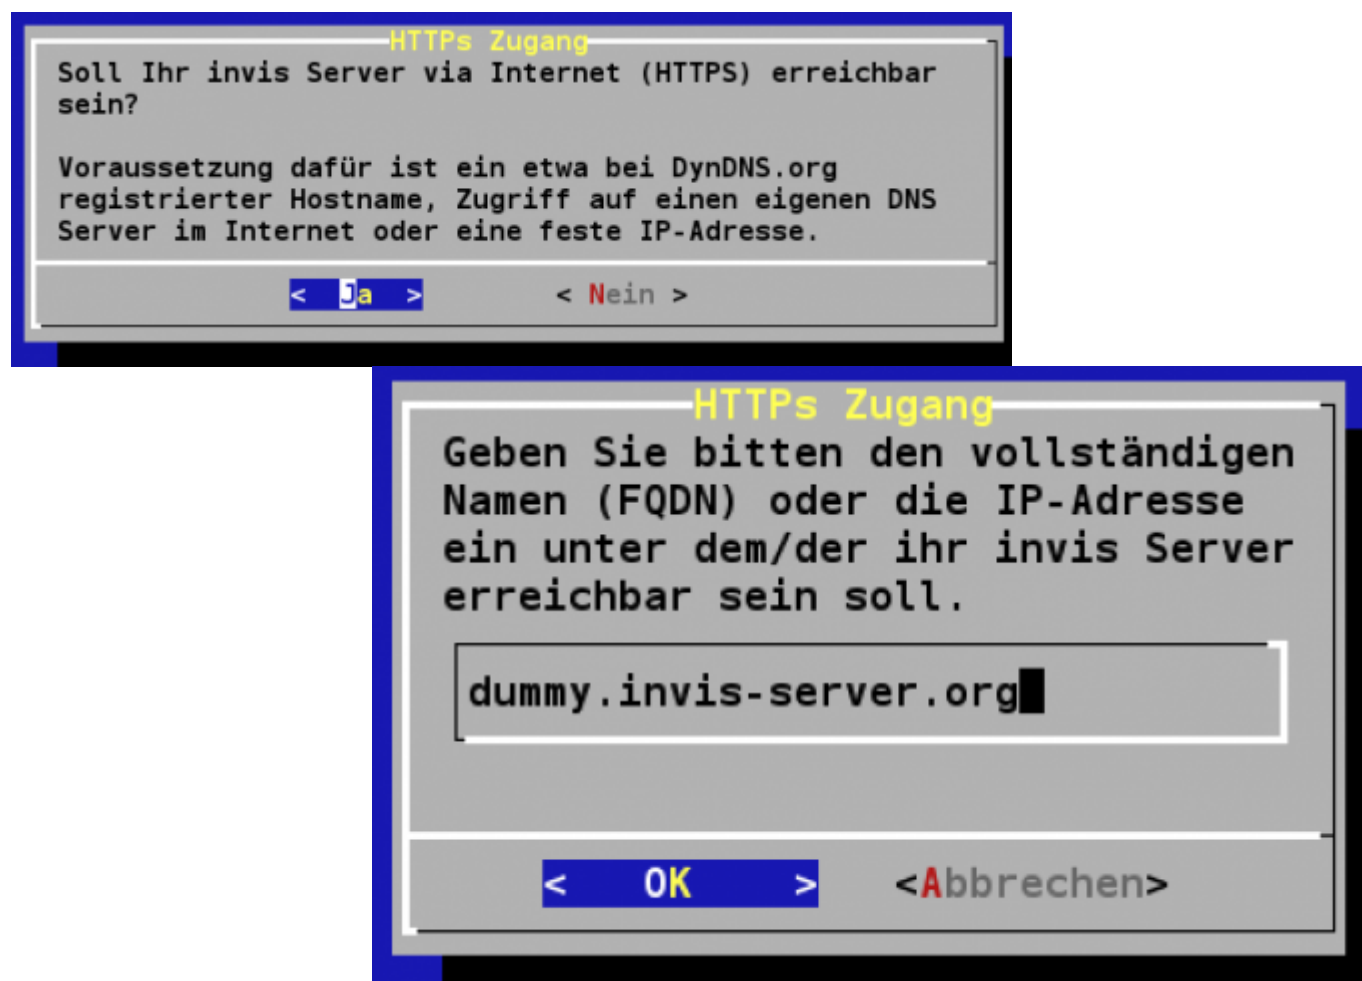 HTTPs Zugang
Soll Ihr invis Server via Internet (HTTPS) erreichbar
sein?
Voraussetzung dafür ist ein etwa bei DynDNS.org
registrierter Hostname, Zugriff auf einen eigenen DNS
Server im Internet oder eine feste IP-Adresse.
< Ja > < Nein >
HTTPs Zugang
Geben Sie bitten den vollständigen
Namen (FQDN) oder die IP-Adresse
ein unter dem/der ihr invis Server
erreichbar sein soll.
dummy.invis-server.org
< OK > <Abbrechen>